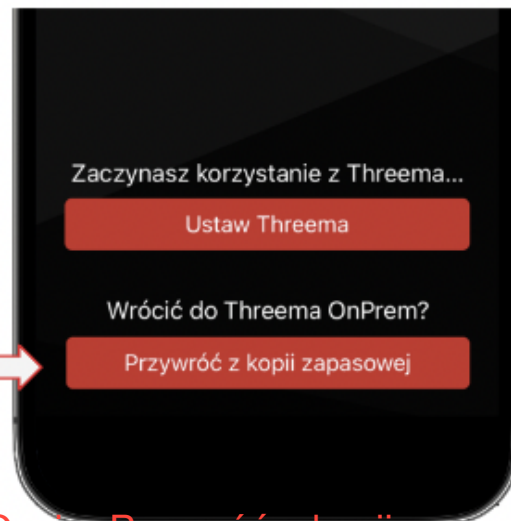 Zaczynasz korzystanie z Threema...
Ustaw Threema
Wrócić do Threema OnPrem?
Przywróć z kopii zapasowej